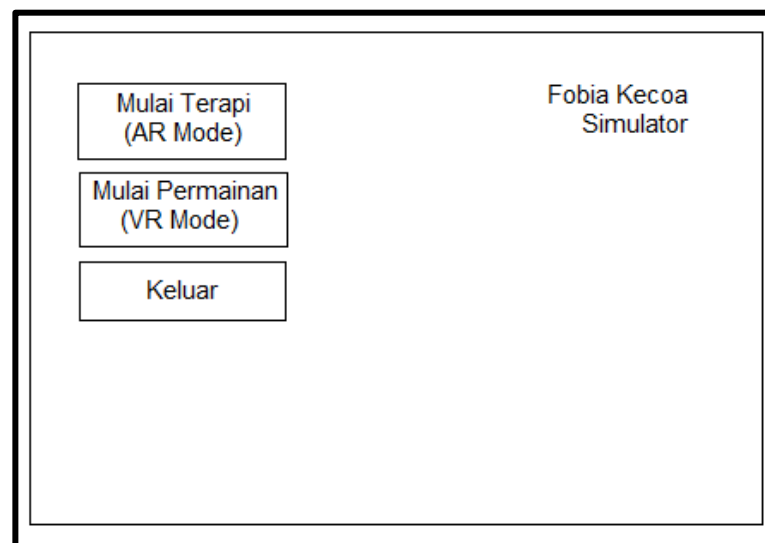 Mulai Terapi
(AR Mode)
Mulai Permainan
(VR Mode)
Keluar
Fobia Kecoa
Simulator